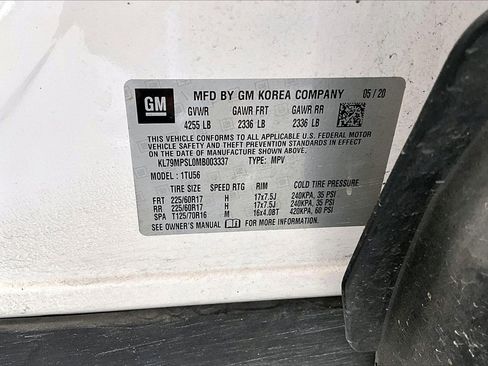 GM
MFD BY GM KOREA COMPANY 05/20
GVWR GAWR FRT GAWR RR
4255 LB 2336 LB 2336 LB
THIS VEHICLE CONFORMS TO ALL APPLICABLE U.S. FEDERAL MOTOR
VEHICLE SAFETY AND THEFT PREVENTION STANDARDS IN EFFECT ON
THE DATE OF MANUFACTURE SHOWN ABOVE.
KL79MPSL0MB003337 TYPE: MPV
MODEL: 1TU56
TIRE SIZE SPEED RTG RIM COLD TIRE PRESSURE
FRT 225/60R17 H 17x7.5J 240KPA, 35 PSI
RR 225/60R17 H 17x7.5J 240KPA, 35 PSI
SPA T125/70R16 M 16x4.0BT 420KPA, 60 PSI
SEE OWNER'S MANUAL FOR MORE INFORMATION.